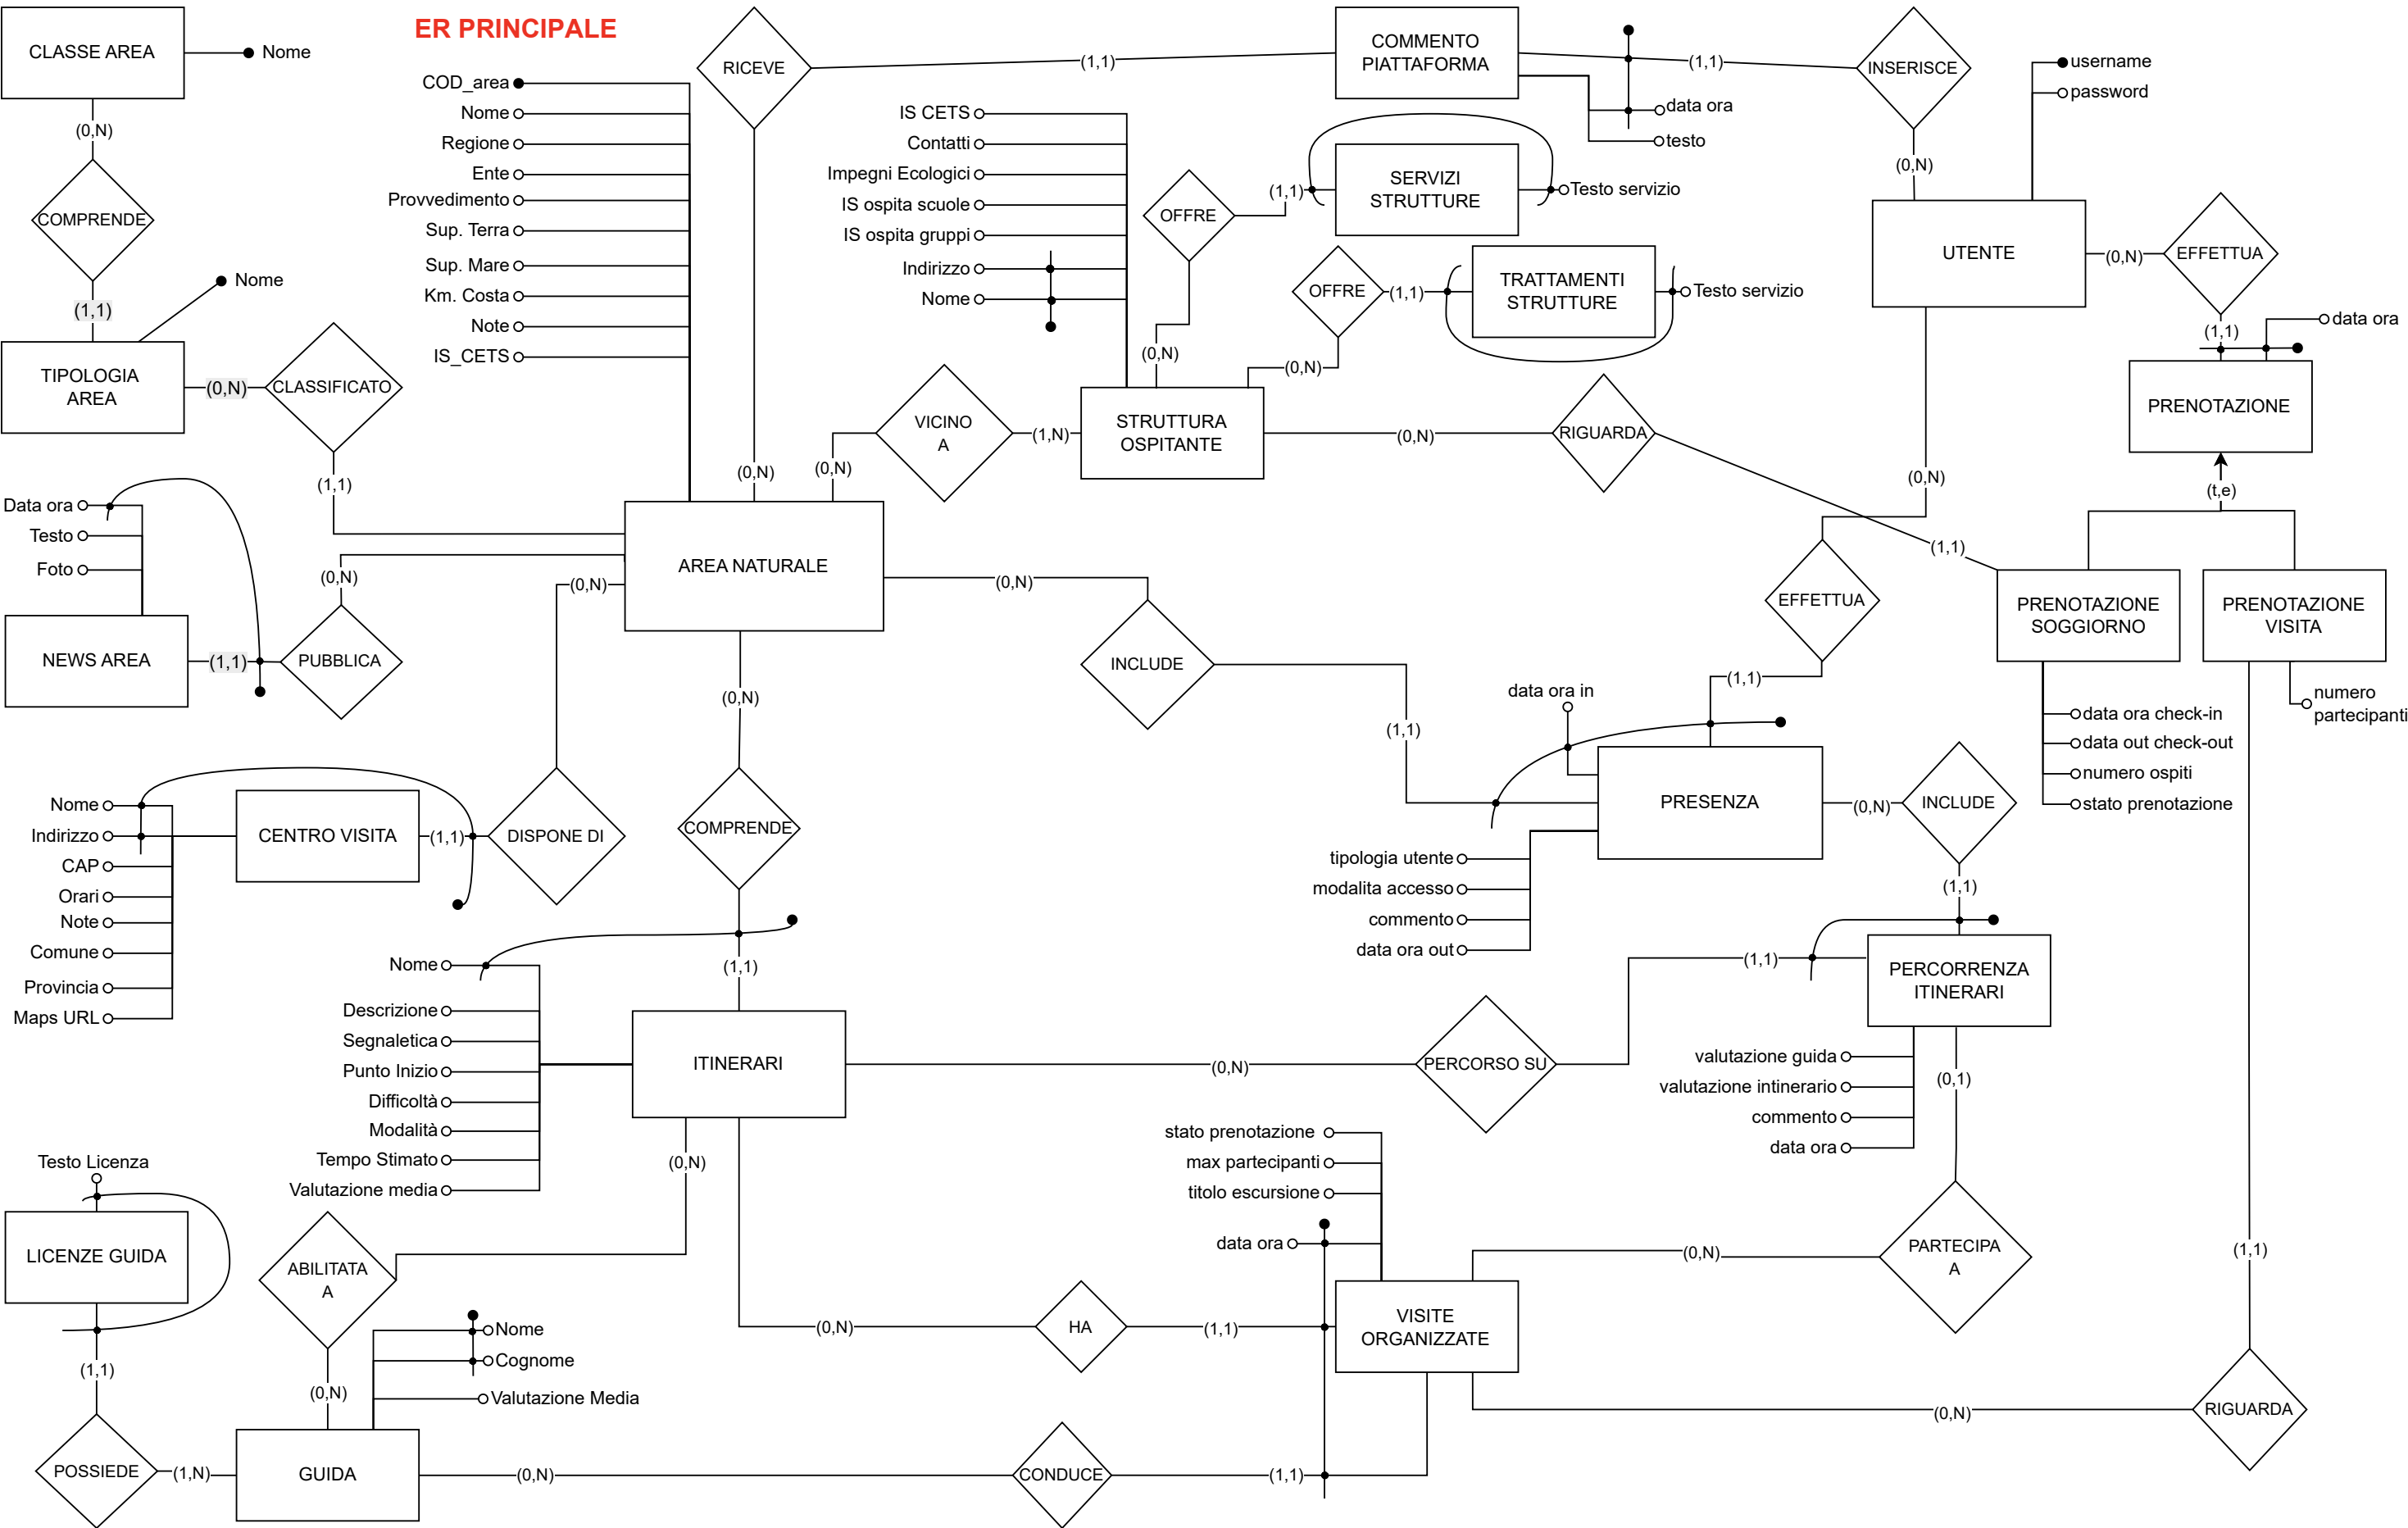 ER PRINCIPALE
CLASSE AREA
Nome
(0,N)
COMPRENDE
(1,1)
Nome
TIPOLOGIA
AREA
(0,N)
CLASSIFICATO
(1,1)
COD_area
Nome
Regione
Ente
Provvedimento
Sup. Terra
Sup. Mare
Km. Costa
Note
IS_CETS
RICEVE
(1,1)
(0,N)
COMMENTO
PIATTAFORMA
(1,1)
data ora
testo
INSERISCE
(0,N)
username
password
UTENTE
(0,N)
EFFETTUA
(1,1)
data ora
PRENOTAZIONE
(t,e)
IS CETS
Contatti
Impegni Ecologici
IS ospita scuole
IS ospita gruppi
Indirizzo
Nome
OFFRE
(1,1)
(0,N)
SERVIZI
STRUTTURE
Testo servizio
OFFRE
(1,1)
(0,N)
TRATTAMENTI
STRUTTURE
Testo servizio
VICINO
A
(0,N)
(1,N)
STRUTTURA
OSPITANTE
(0,N)
RIGUARDA
(1,1)
(0,N)
EFFETTUA
(1,1)
PRENOTAZIONE
SOGGIORNO
data ora check-in
data out check-out
numero ospiti
stato prenotazione
PRENOTAZIONE
VISITA
numero
partecipanti
Data ora
Testo
Foto
NEWS AREA
(1,1)
PUBBLICA
(0,N)
AREA NATURALE
(0,N)
(0,N)
INCLUDE
(1,1)
(0,N)
data ora in
PRESENZA
tipologia utente
modalita accesso
commento
data ora out
(0,N)
INCLUDE
(1,1)
Nome
Indirizzo
CAP
Orari
Note
Comune
Provincia
Maps URL
CENTRO VISITA
(1,1)
DISPONE DI
COMPRENDE
(1,1)
Nome
Descrizione
Segnaletica
Punto Inizio
Difficoltà
Modalità
Tempo Stimato
Valutazione media
ITINERARI
(0,N)
PERCORSO SU
(1,1)
PERCORRENZA
ITINERARI
valutazione guida
valutazione intinerario
commento
data ora
(0,1)
PARTECIPA
A
(0,N)
(1,1)
stato prenotazione
max partecipanti
titolo escursione
data ora
Testo Licenza
LICENZE GUIDA
(1,1)
POSSIEDE
(1,N)
(0,N)
ABILITATA
A
(0,N)
Nome
Cognome
Valutazione Media
GUIDA
(0,N)
HA
(1,1)
VISITE
ORGANIZZATE
(0,N)
RIGUARDA
(0,N)
CONDUCE
(1,1)